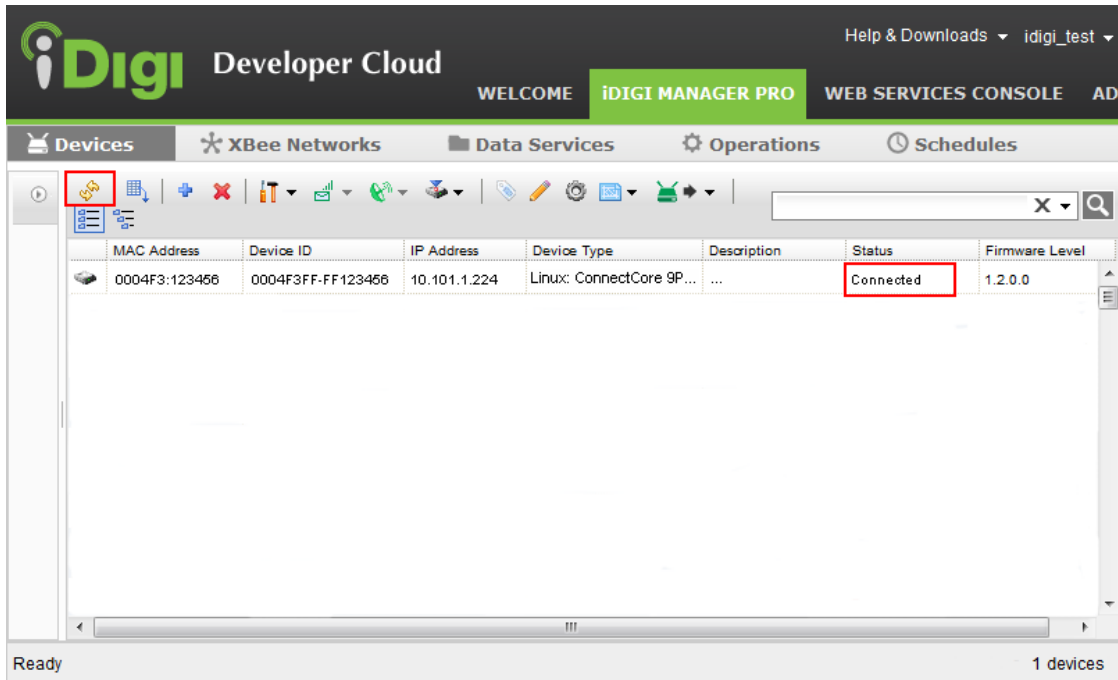 Help & Downloads idigi_test
iDigi Developer Cloud
WELCOME iDIGI MANAGER PRO WEB SERVICES CONSOLE AD
Devices XBee Networks Data Services Operations Schedules
X
MAC Address Device ID IP Address Device Type Description Status Firmware Level
0004F3:123456 0004F3FF-FF123456 10.101.1.224 Linux: ConnectCore 9P... ... Connected 1.2.0.0
Ready 1 devices